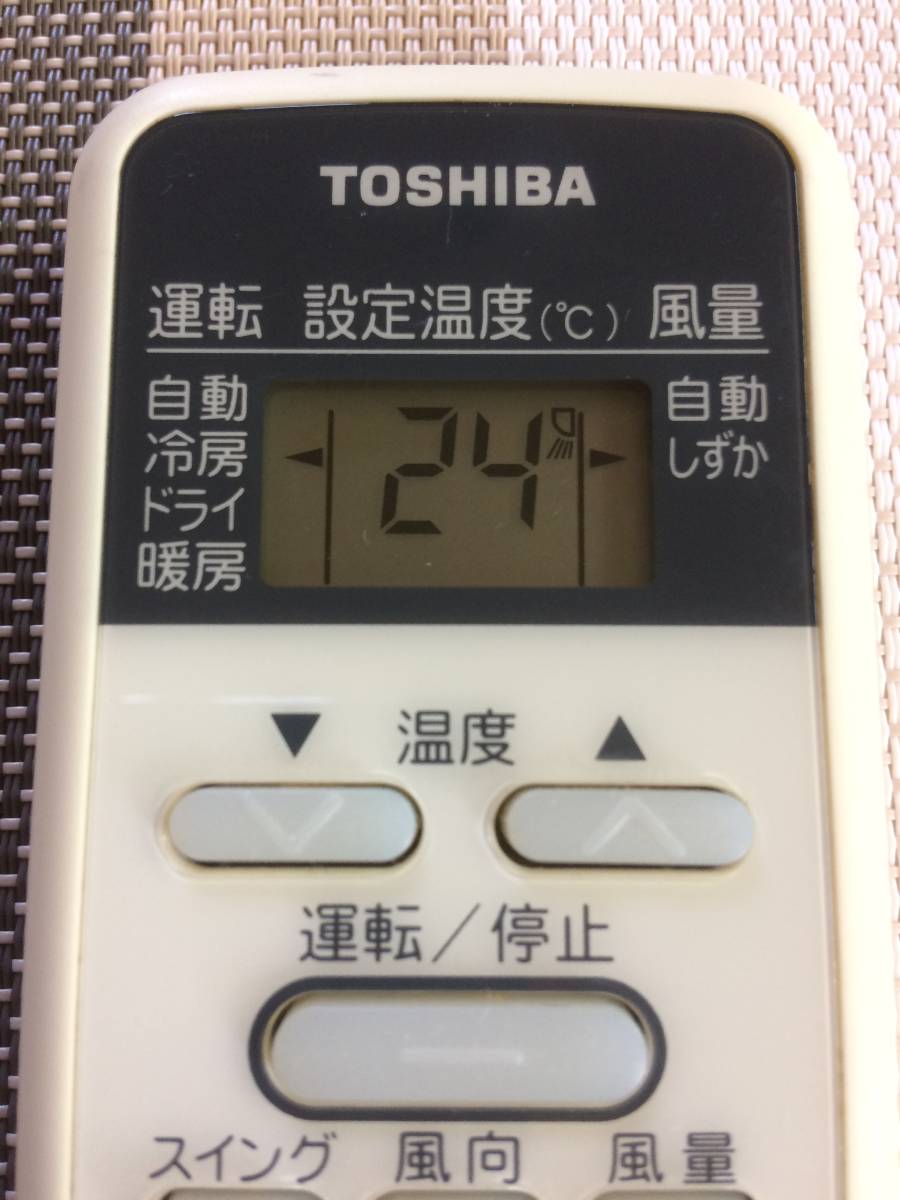 TOSHIBA
運転 設定温度(℃) 風量
自動 自動
冷房 24 しずか
ドライ
暖房
▼ 温度 ▲
運転/停止
スイング 風向 風量